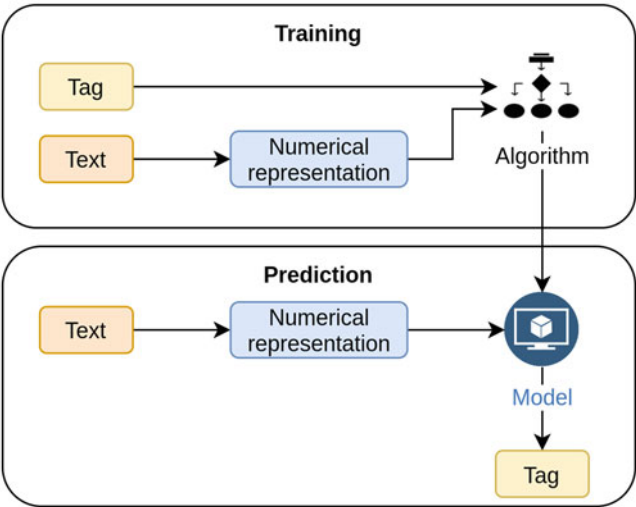 Training
Tag
Text
Numerical
representation
Algorithm
Prediction
Text
Numerical
representation
Model
Tag